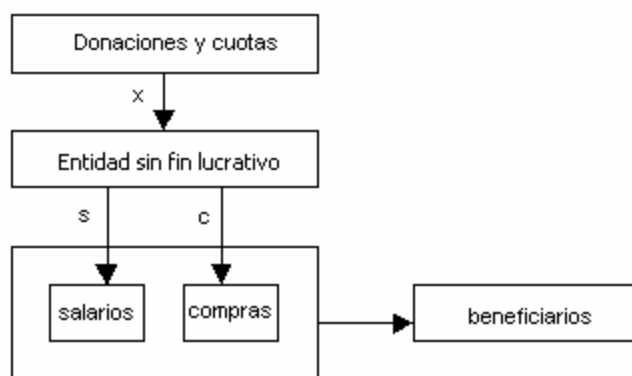 Donaciones y cuotas
x
Entidad sin fin lucrativo
s
c
salarios
compras
beneficiarios